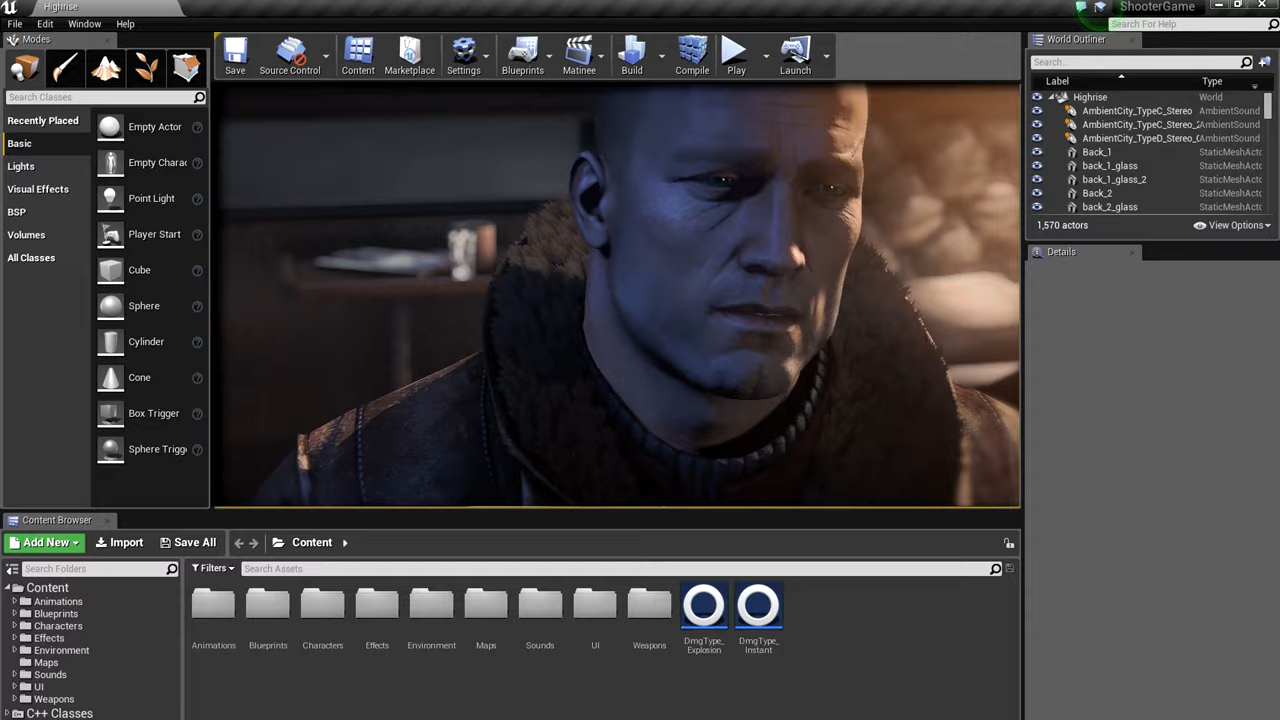 Highrise
ShooterGame
File Edit Window Help
Search For Help
Modes
Save
Source Control
Content
Marketplace
Settings
Blueprints
Matinee
Build
Compile
Play
Launch
Search Classes
Recently Placed
Basic
Lights
Visual Effects
BSP
Volumes
All Classes
Empty Actor
Empty Charac
Point Light
Player Start
Cube
Sphere
Cylinder
Cone
Box Trigger
Sphere Trigg
World Outliner
Search...
Label Type
Highrise World
AmbientCity_TypeC_Stereo AmbientSound
AmbientCity_TypeC_Stereo_ AmbientSound
AmbientCity_TypeD_Stereo_ AmbientSound
Back_1 StaticMeshActo
back_1_glass StaticMeshActo
back_1_glass_2 StaticMeshActo
Back_2 StaticMeshActo
back_2_glass StaticMeshActo
1,570 actors View Options
Details
Content Browser
Add New Import Save All Content
Search Folders
Filters Search Assets
Content
Animations
Blueprints
Characters
Effects
Environment
Maps
Sounds
UI
Weapons
C++ Classes
Animations
Blueprints
Characters
Effects
Environment
Maps
Sounds
UI
Weapons
DmgType_
Explosion
DmgType_
Instant